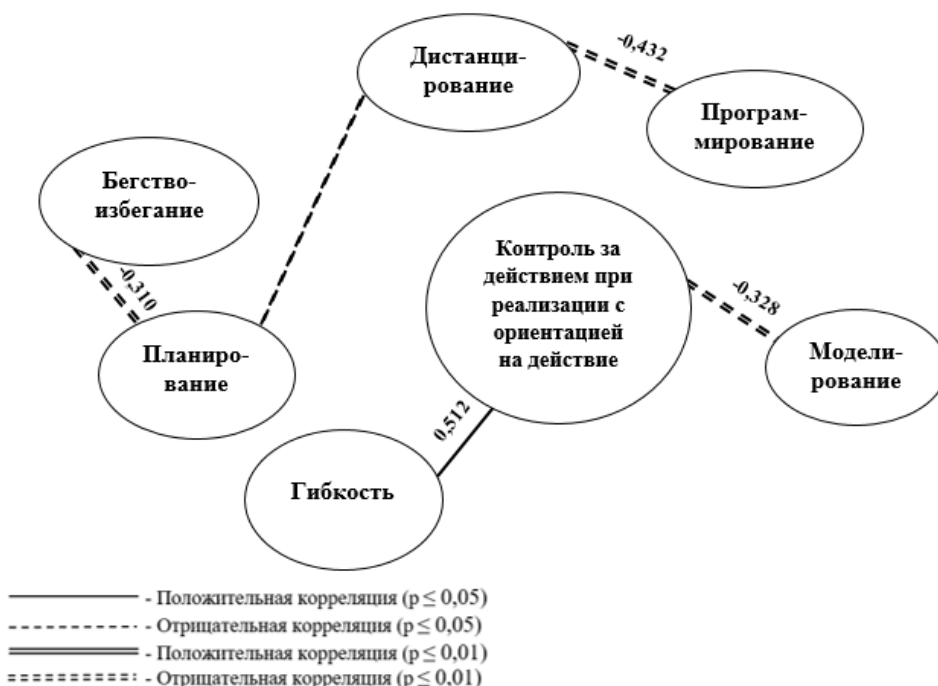 Дистанци-
рование
-0,432
Програм-
мирование
Бегство-
избегание
-0,310
Планиро-
вание
Контроль за
действием при
реализации с
ориентацией
на действие
-0,328
Модели-
рование
0,512
Гибкость
- Положительная корреляция (p ≤ 0,05)
- Отрицательная корреляция (p ≤ 0,05)
- Положительная корреляция (p ≤ 0,01)
- Отрицательная корреляция (p ≤ 0,01)